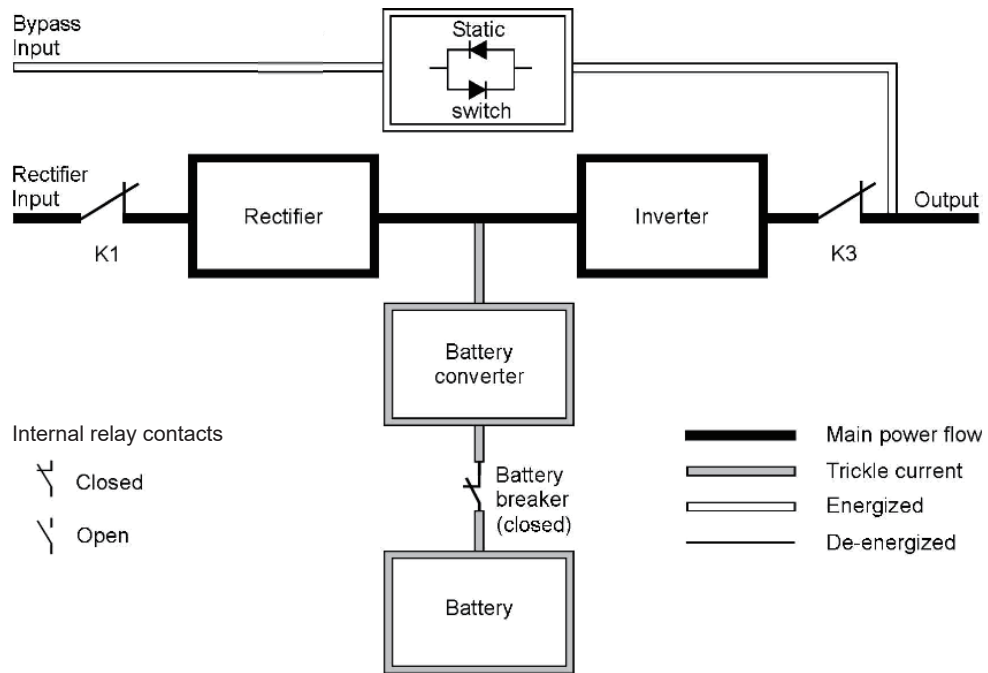 Bypass
Input
Static
switch
Rectifier
Input
K1
Rectifier
Inverter
K3
Output
Battery
converter
Internal relay contacts
Closed
Open
Battery
breaker
(closed)
Battery
Main power flow
Trickle current
Energized
De-energized